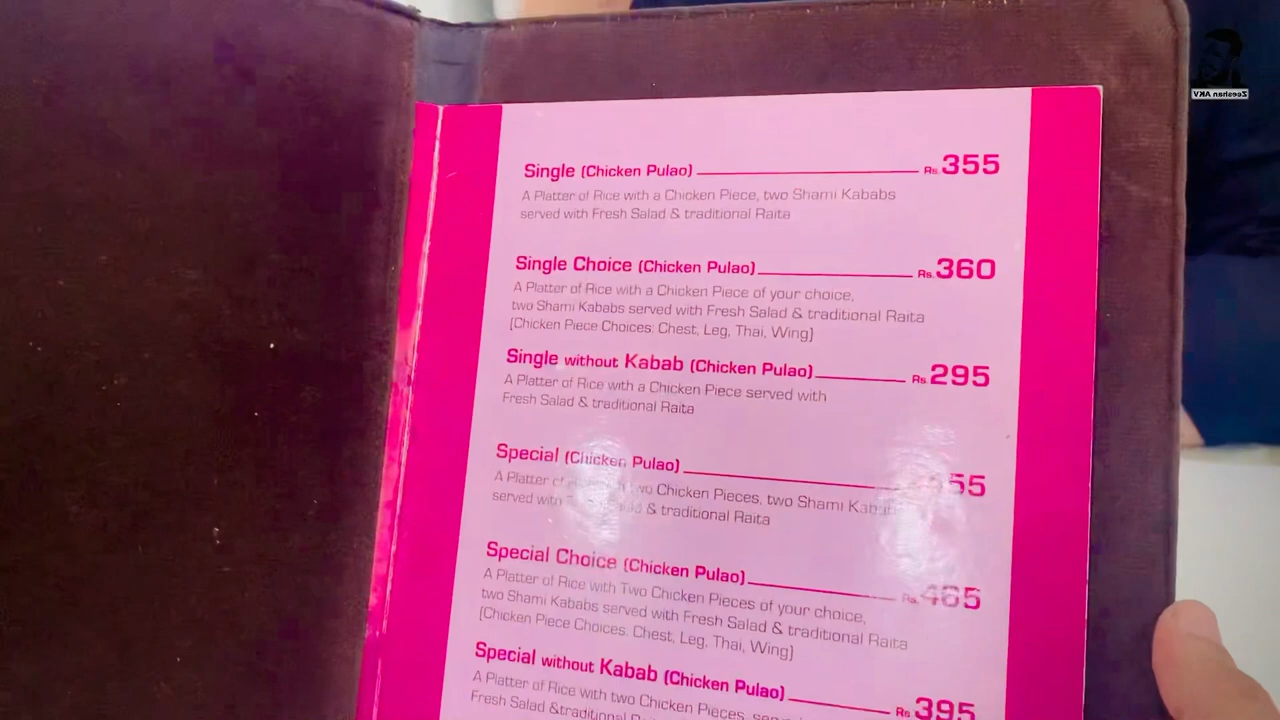 Single (Chicken Pulao) Rs. 355
A Platter of Rice with a Chicken Piece, two Shami Kababs
served with Fresh Salad & traditional Raita
Single Choice (Chicken Pulao) Rs. 360
A Platter of Rice with a Chicken Piece of your choice,
two Shami Kababs served with Fresh Salad & traditional Raita
(Chicken Piece Choices: Chest, Leg, Thai, Wing)
Single without Kabab (Chicken Pulao) Rs. 295
A Platter of Rice with a Chicken Piece served with
Fresh Salad & traditional Raita
Special (Chicken Pulao)
A Platter of two Chicken Pieces, two Shami Kababs
served with & traditional Raita
Special Choice (Chicken Pulao) Rs. 465
A Platter of Rice with Two Chicken Pieces of your choice,
two Shami Kababs served with Fresh Salad & traditional Raita
(Chicken Piece Choices: Chest, Leg, Thai, Wing)
Special without Kabab (Chicken Pulao) Rs. 395
A Platter of Rice with two Chicken Pieces,
Fresh Salad & traditional
Zeeshan AKV